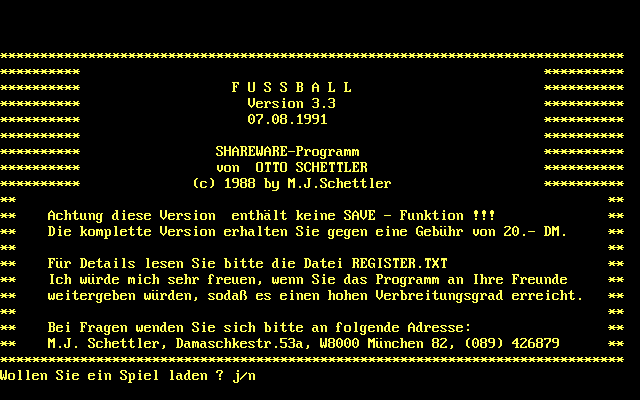 ******************************************************************************
**********                                                          **********
**********                   F U S S B A L L                        **********
**********                     Version 3.3                          **********
**********                     07.08.1991                           **********
**********                                                          **********
**********                 SHAREWARE-Programm                       **********
**********                 von  OTTO SCHETTLER                      **********
**********              (c) 1988 by M.J.Schettler                   **********
**                                                                          **
**    Achtung diese Version  enthält keine SAVE - Funktion !!!              **
**    Die komplette Version erhalten Sie gegen eine Gebühr von 20.- DM.     **
**                                                                          **
**    Für Details lesen Sie bitte die Datei REGISTER.TXT                    **
**    Ich würde mich sehr freuen, wenn Sie das Programm an Ihre Freunde     **
**    weitergeben würden, sodaß es einen hohen Verbreitungsgrad erreicht.   **
**                                                                          **
**    Bei Fragen wenden Sie sich bitte an folgende Adresse:                 **
**    M.J. Schettler, Damaschkestr.53a, W8000 München 82, (089) 426879      **
******************************************************************************
Wollen Sie ein Spiel laden ? j/n